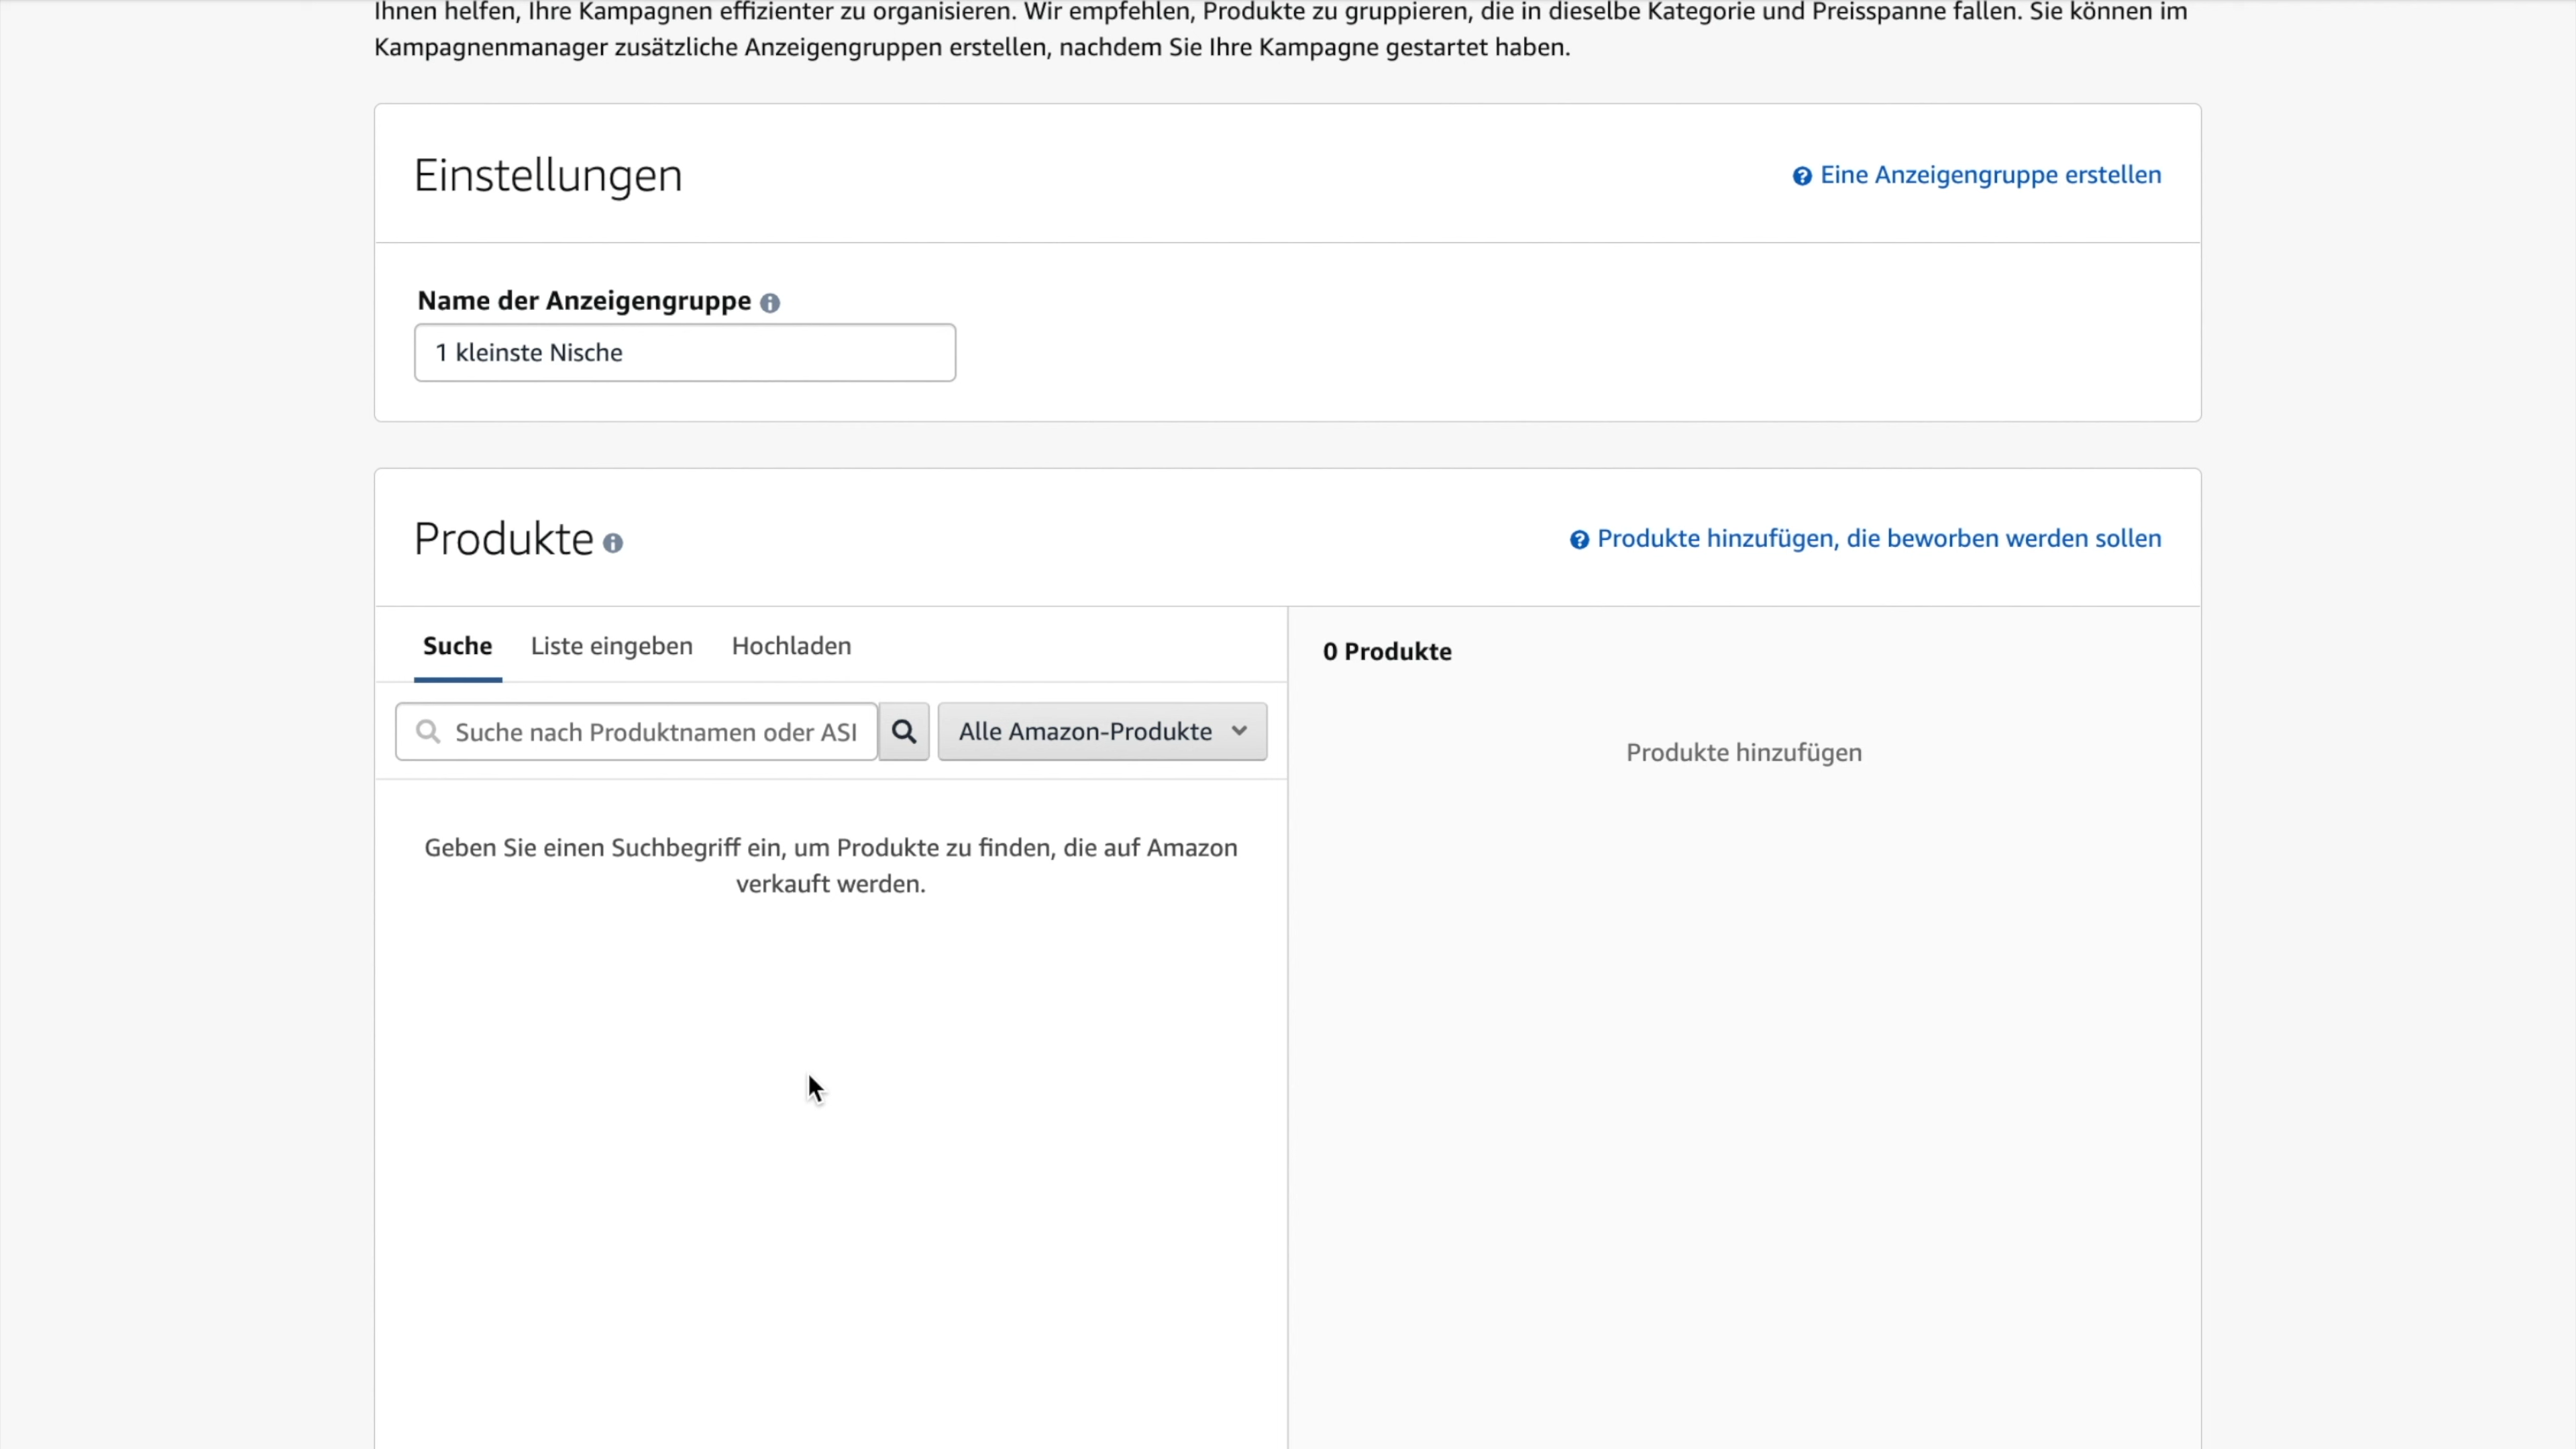 Ihnen helfen, Ihre Kampagnen effizienter zu organisieren. Wir empfehlen, Produkte zu gruppieren, die in dieselbe Kategorie und Preisspanne fallen. Sie können im
Kampagnenmanager zusätzliche Anzeigengruppen erstellen, nachdem Sie Ihre Kampagne gestartet haben.
Einstellungen
Eine Anzeigengruppe erstellen
Name der Anzeigengruppe
1 kleinste Nische
Produkte
Produkte hinzufügen, die beworben werden sollen
Suche
Liste eingeben
Hochladen
0 Produkte
Suche nach Produktnamen oder ASI
Alle Amazon-Produkte
Produkte hinzufügen
Geben Sie einen Suchbegriff ein, um Produkte zu finden, die auf Amazon
verkauft werden.